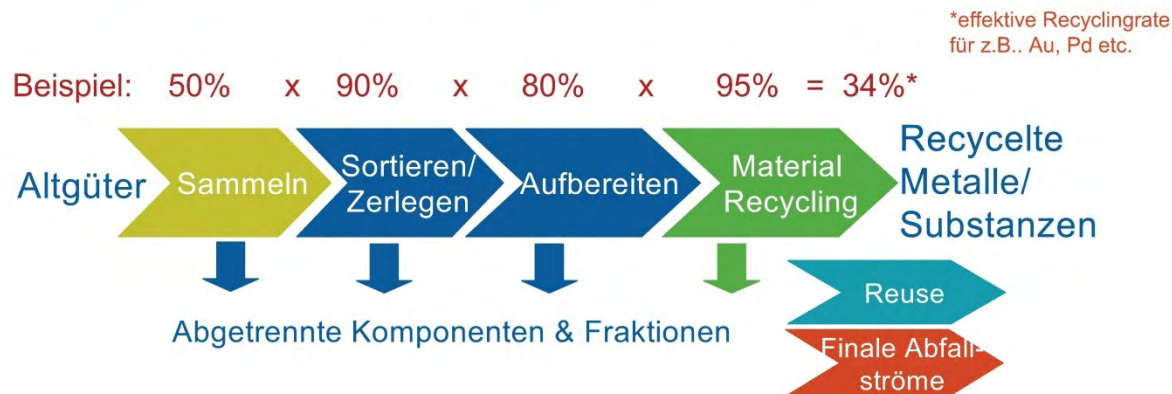 *effektive Recyclingrate
für z.B.. Au, Pd etc.
Beispiel: 50% x 90% x 80% x 95% = 34%*
Altgüter
Sammeln
Sortieren/
Zerlegen
Aufbereiten
Material
Recycling
Recycelte
Metalle/
Substanzen
Abgetrennte Komponenten & Fraktionen
Reuse
Finale Abfall-
ströme